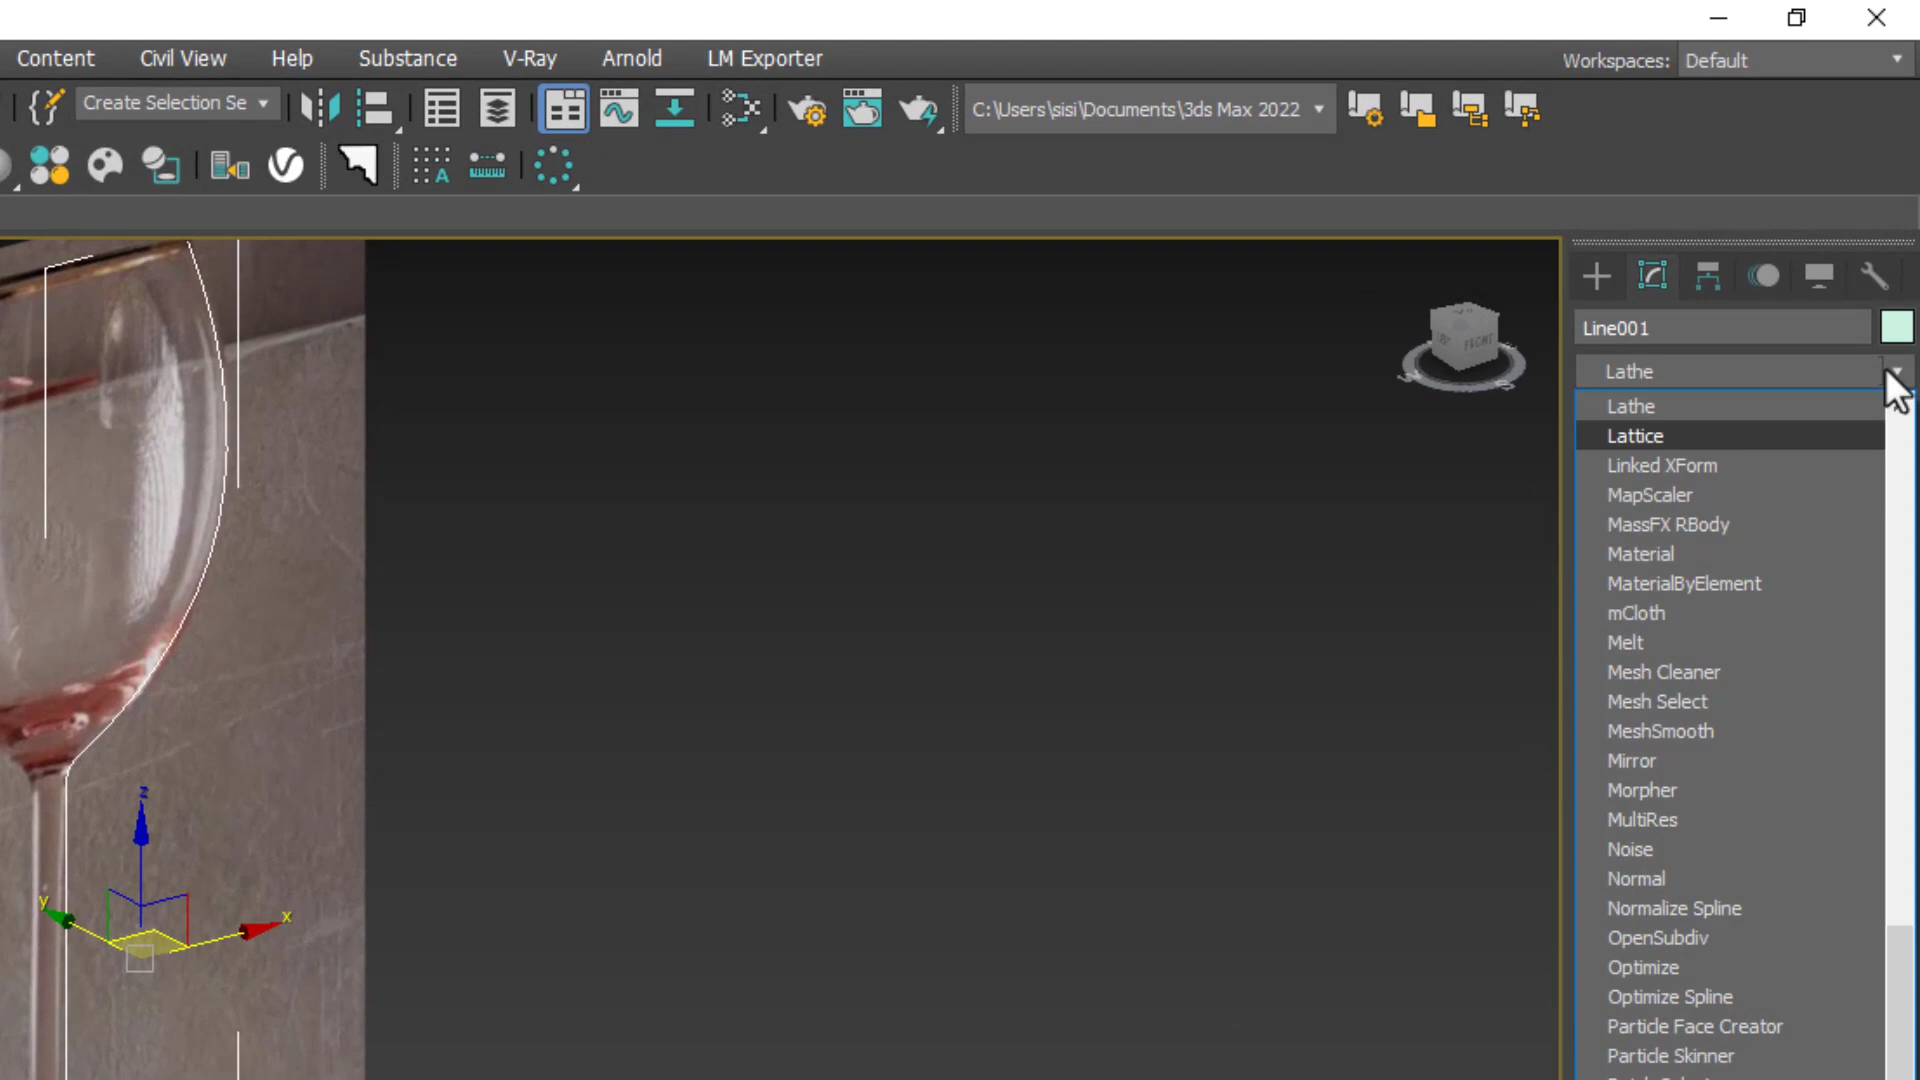 Content Civil View Help Substance V-Ray Arnold LM Exporter Workspaces: Default
Create Selection Se C:\Users\sisi\Documents\3ds Max 2022
A
Line001
Lathe
Lathe
Lattice
Linked XForm
MapScaler
MassFX RBody
Material
MaterialByElement
mCloth
Melt
Mesh Cleaner
Mesh Select
MeshSmooth
Mirror
Morpher
MultiRes
Noise
Normal
Normalize Spline
OpenSubdiv
Optimize
Optimize Spline
Particle Face Creator
Particle Skinner
FRONT
z
y
x